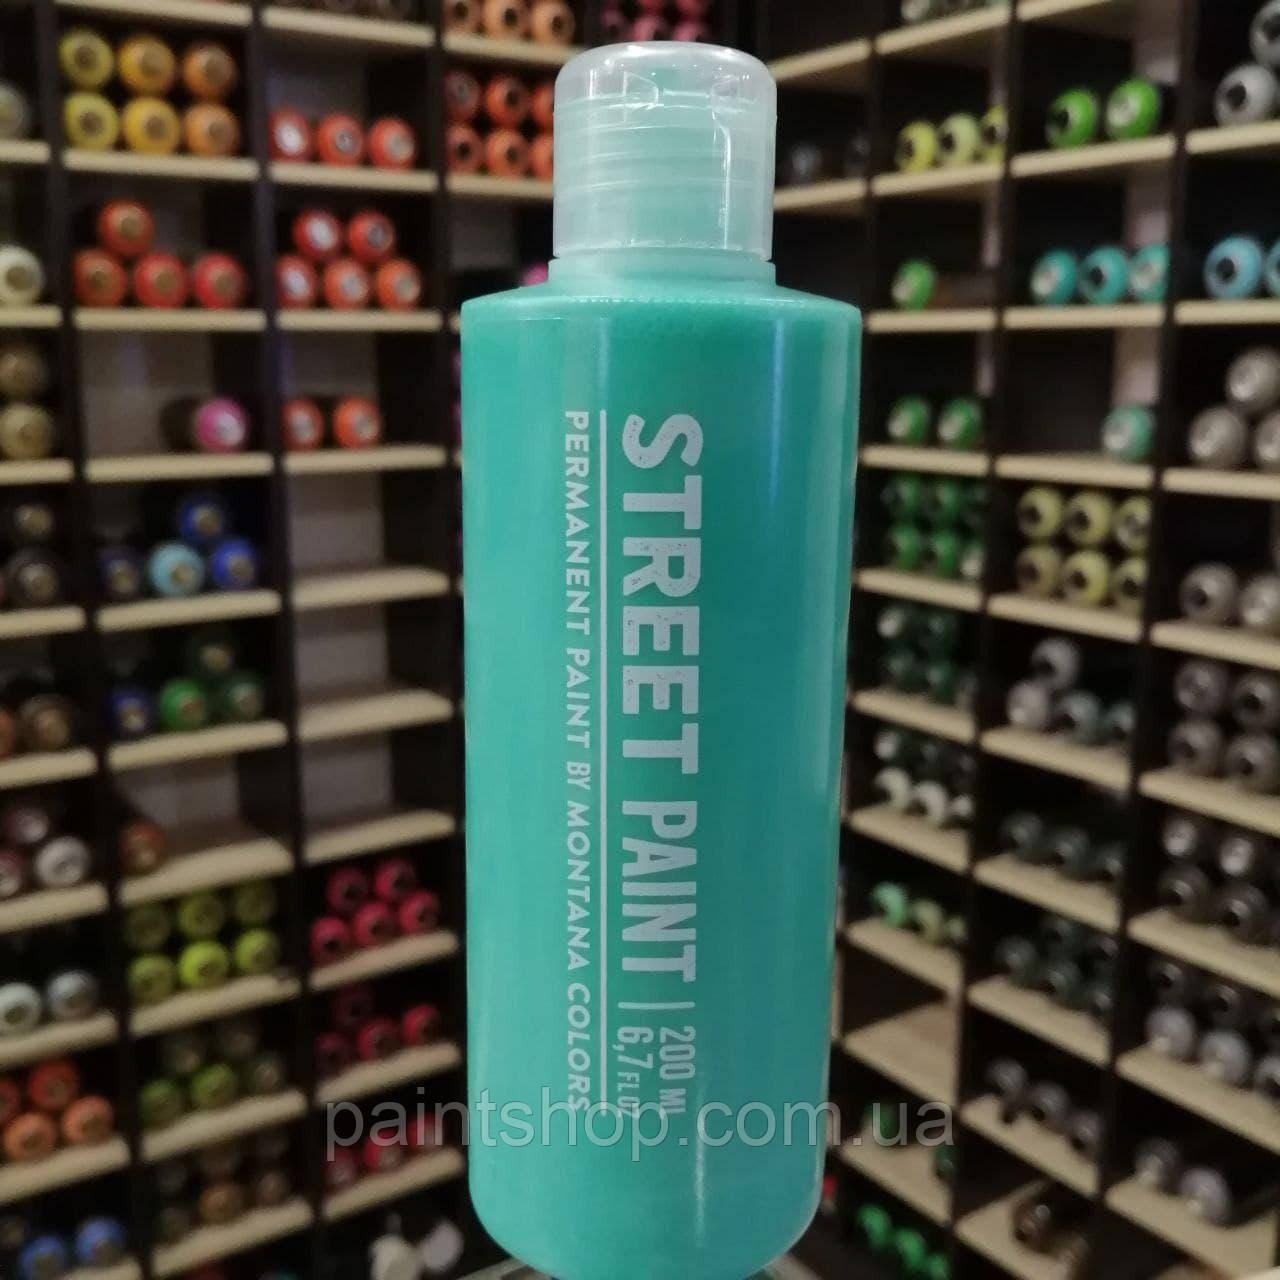 STREET PAINT | 200 ML
6,7 FL OZ
PERMANENT PAINT BY MONTANA COLORS
paintshop.com.ua